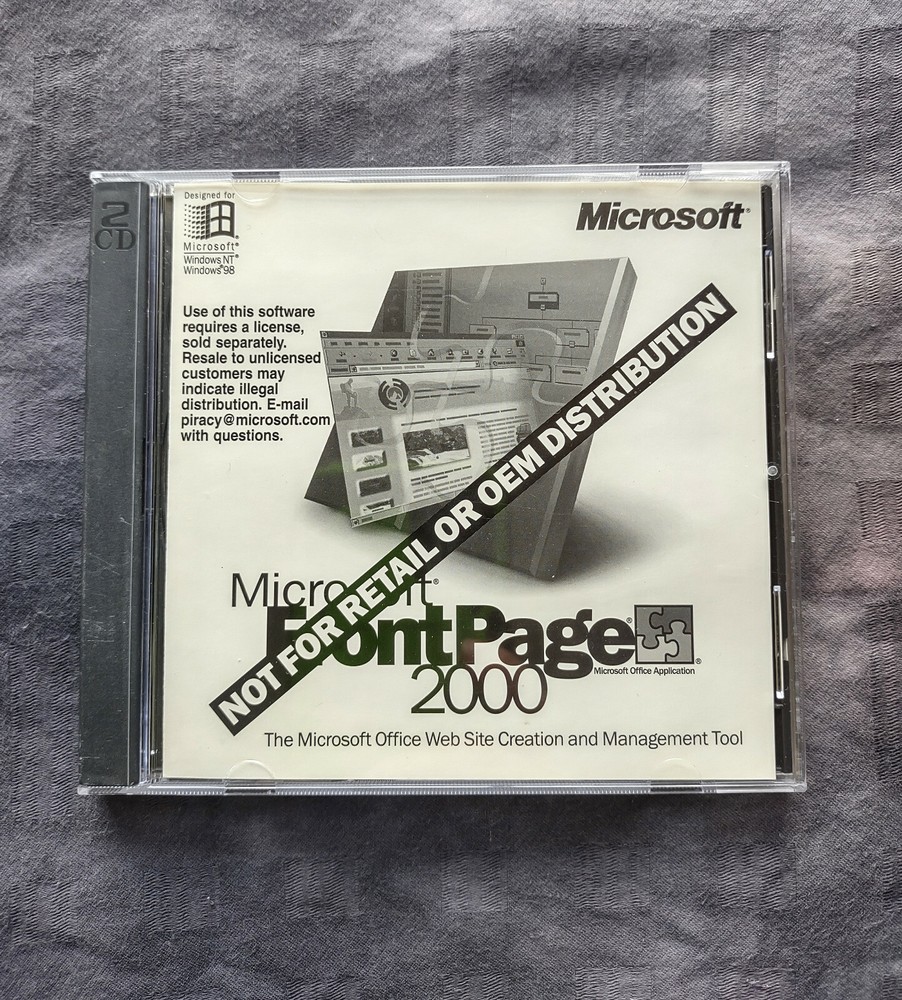 2
CD
Designed for
Microsoft®
Windows NT®
Windows®98
Microsoft®
Use of this software
requires a license,
sold separately.
Resale to unlicensed
customers may
indicate illegal
distribution. E-mail
piracy@microsoft.com
with questions.
NOT FOR RETAIL OR OEM DISTRIBUTION
Microsoft®
FrontPage®
Microsoft Office Application
2000
The Microsoft Office Web Site Creation and Management Tool